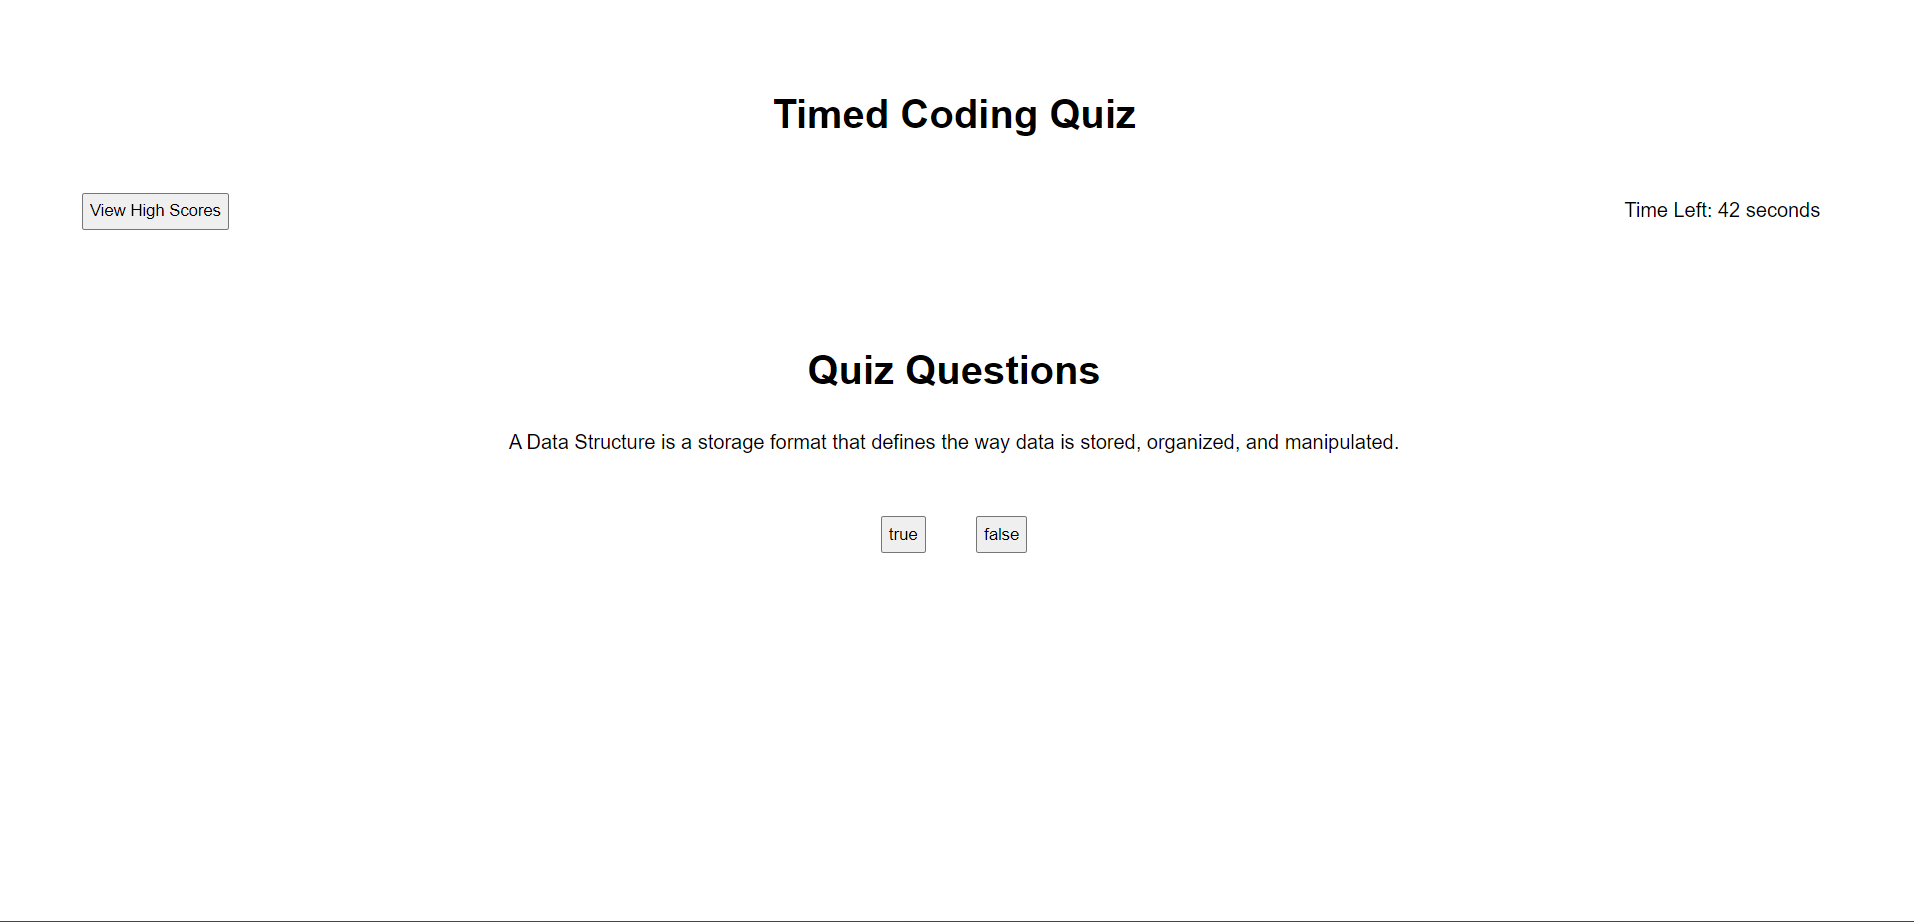 Timed Coding Quiz
View High Scores
Time Left: 42 seconds
Quiz Questions
A Data Structure is a storage format that defines the way data is stored, organized, and manipulated.
true
false